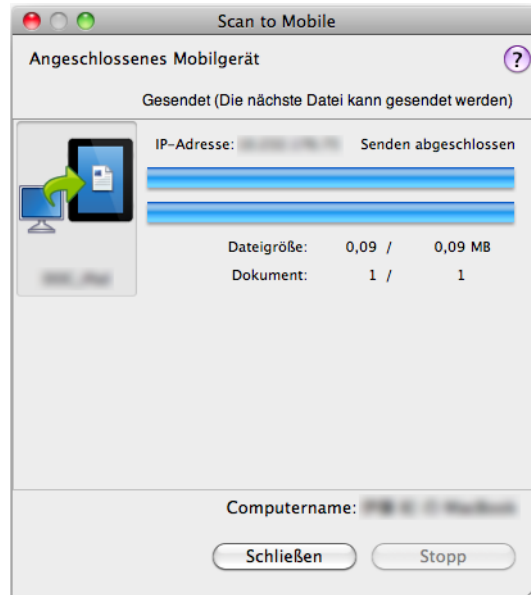 Scan to Mobile
Angeschlossenes Mobilgerät
?
Gesendet (Die nächste Datei kann gesendet werden)
IP-Adresse: Senden abgeschlossen
Dateigröße: 0,09 / 0,09 MB
Dokument: 1 / 1
Computername:
Schließen Stopp